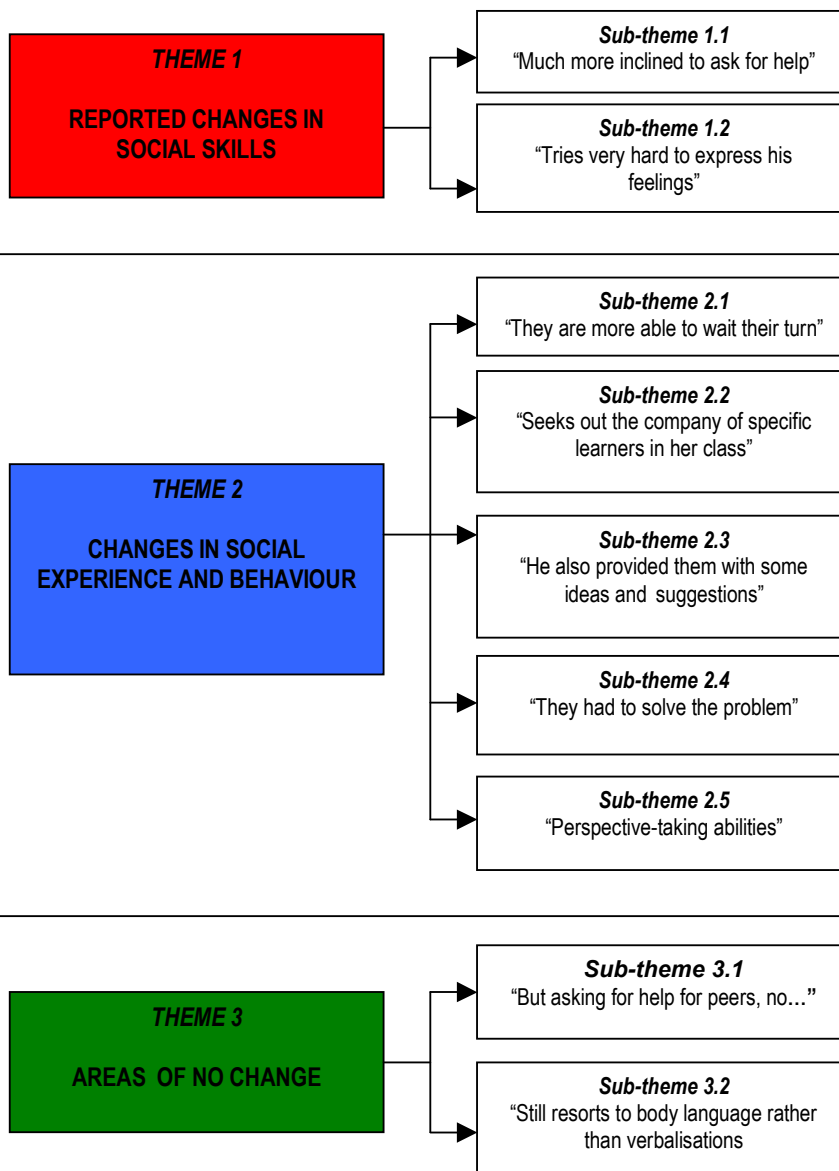 THEME 1
REPORTED CHANGES IN
SOCIAL SKILLS
Sub-theme 1.1
“Much more inclined to ask for help”
Sub-theme 1.2
“Tries very hard to express his
feelings”
THEME 2
CHANGES IN SOCIAL
EXPERIENCE AND BEHAVIOUR
Sub-theme 2.1
“They are more able to wait their turn”
Sub-theme 2.2
“Seeks out the company of specific
learners in her class”
Sub-theme 2.3
“He also provided them with some
ideas and suggestions”
Sub-theme 2.4
“They had to solve the problem”
Sub-theme 2.5
“Perspective-taking abilities”
THEME 3
AREAS OF NO CHANGE
Sub-theme 3.1
“But asking for help for peers, no…”
Sub-theme 3.2
“Still resorts to body language rather
than verbalisations